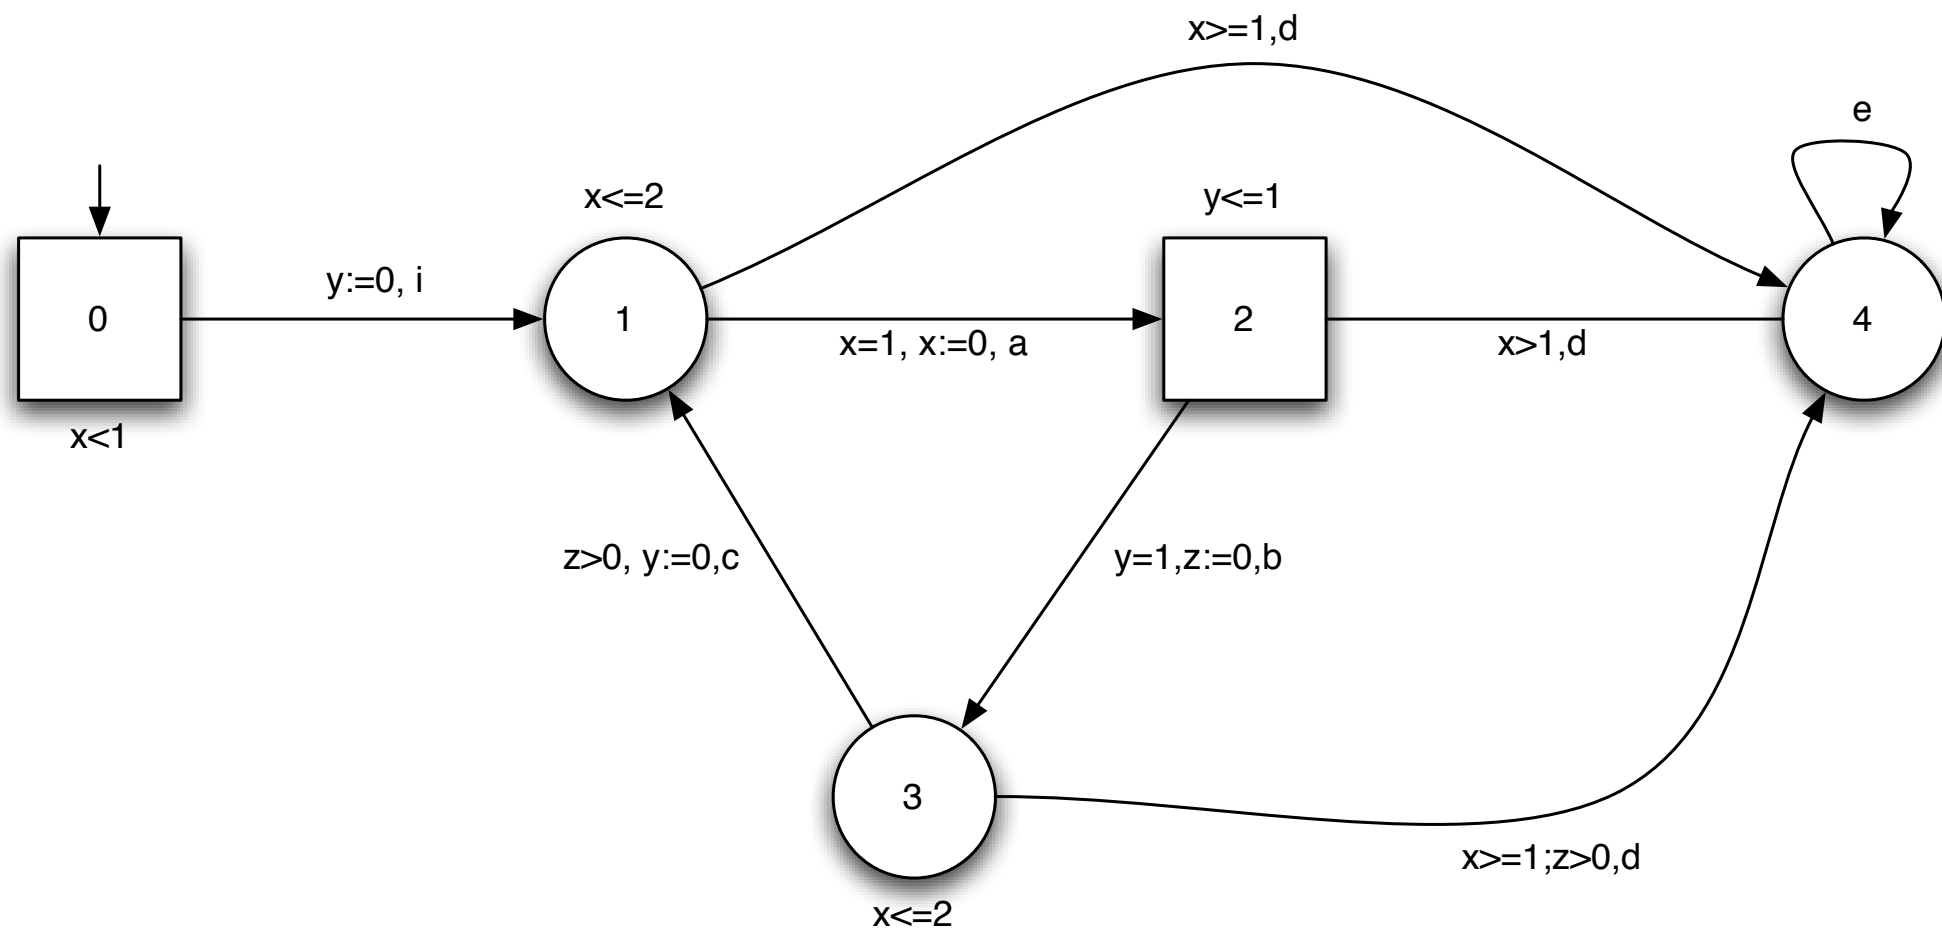 x>=1,d
e
x<=2
y<=1
y:=0, i
0
1
2
4
x=1, x:=0, a
x>1,d
x<1
z>0, y:=0,c
y=1,z:=0,b
3
x>=1;z>0,d
x<=2